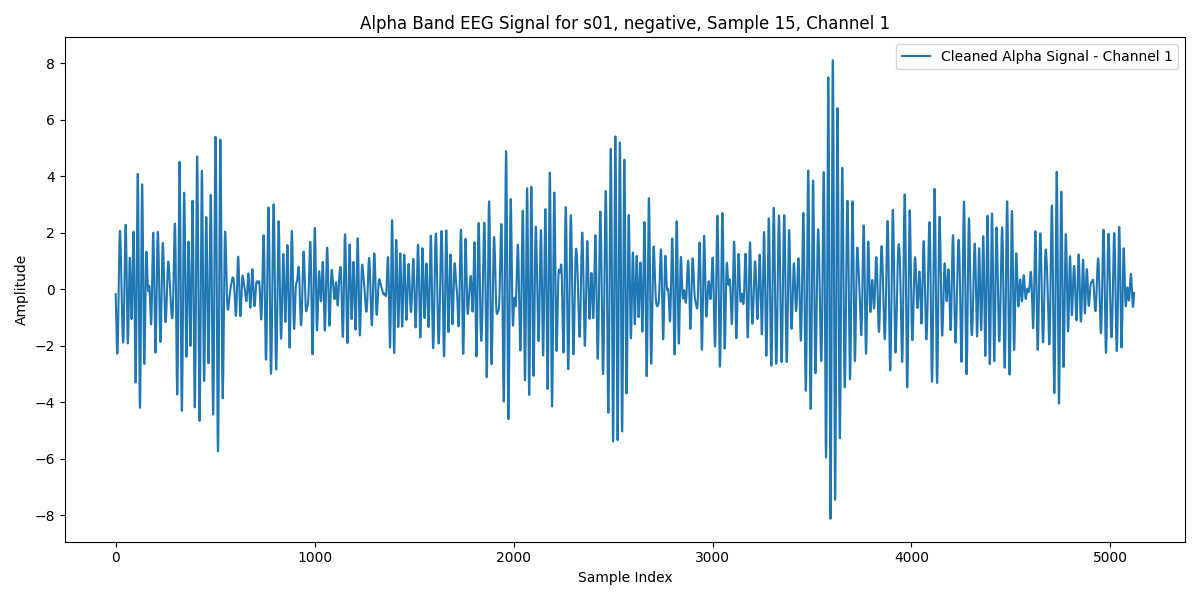 Alpha Band EEG Signal for s01, negative, Sample 15, Channel 1
Cleaned Alpha Signal - Channel 1
Amplitude
8
6
4
2
0
−2
−4
−6
−8
0 1000 2000 3000 4000 5000
Sample Index